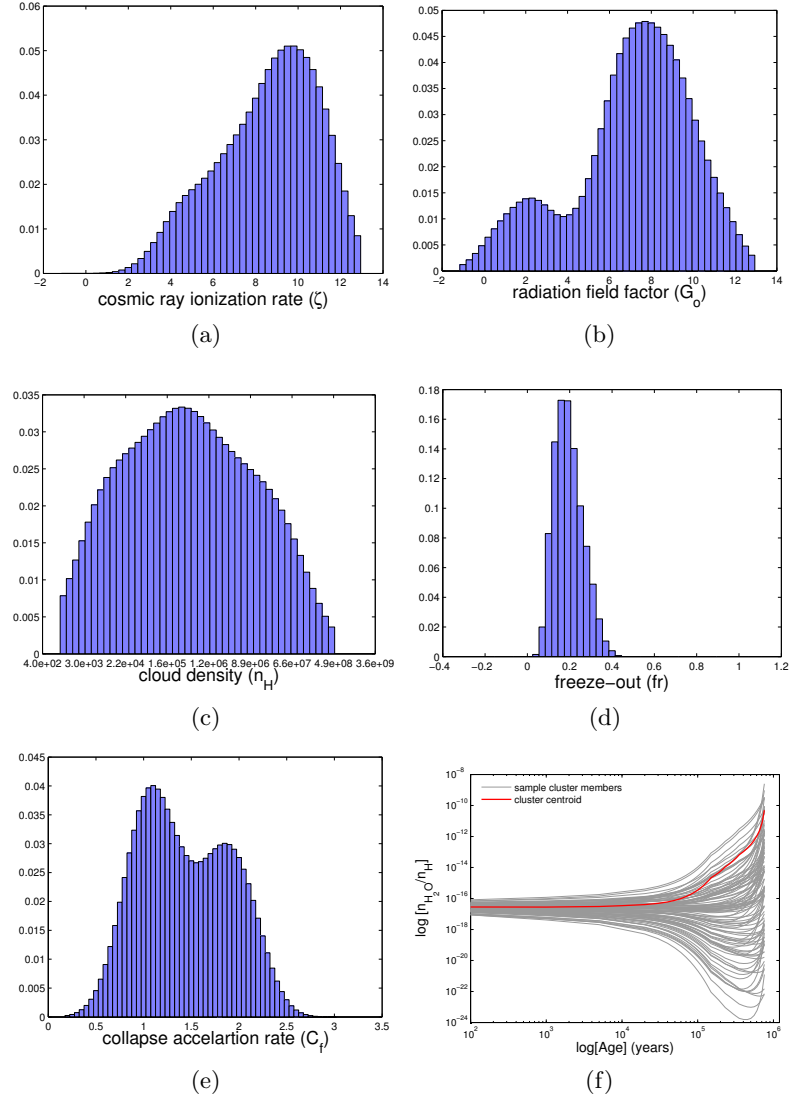 0.06
0.05
0.04
0.03
0.02
0.01
0
−2 0 2 4 6 8 10 12 14
cosmic ray ionization rate (ζ)
(a)
0.05
0.045
0.04
0.035
0.03
0.025
0.02
0.015
0.01
0.005
0
−2 0 2 4 6 8 10 12 14
radiation field factor (G_o)
(b)
0.035
0.03
0.025
0.02
0.015
0.01
0.005
0
4.0e+02 3.0e+03 2.2e+04 1.6e+05 1.2e+06 8.9e+06 6.6e+07 4.9e+08 3.6e+09
cloud density (n_H)
(c)
0.18
0.16
0.14
0.12
0.1
0.08
0.06
0.04
0.02
0
−0.4 −0.2 0 0.2 0.4 0.6 0.8 1 1.2
freeze−out (fr)
(d)
0.045
0.04
0.035
0.03
0.025
0.02
0.015
0.01
0.005
0
0 0.5 1 1.5 2 2.5 3 3.5
collapse accelartion rate (C_f)
(e)
10^−8
10^−10
10^−12
10^−14
10^−16
10^−18
10^−20
10^−22
10^−24
log [n_{H_2O}/n_H]
sample cluster members
cluster centroid
10^2 10^3 10^4 10^5 10^6
log[Age] (years)
(f)